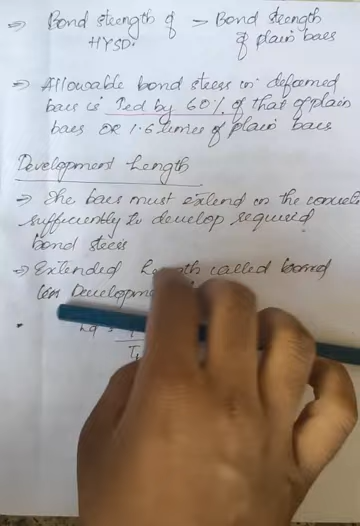 ⇒ Bond strength of > Bond strength
HYSD. of plain bars
⇒ Allowable bond stress in deformed
bars is ↑ed by 60% of that of plain
bars OR 1.6 times of plain bars
Development Length
⇒ The bars must extend in the concrete
sufficiently to develop required
bond stress
⇒ Extended Length called bond
Developm
Ld =